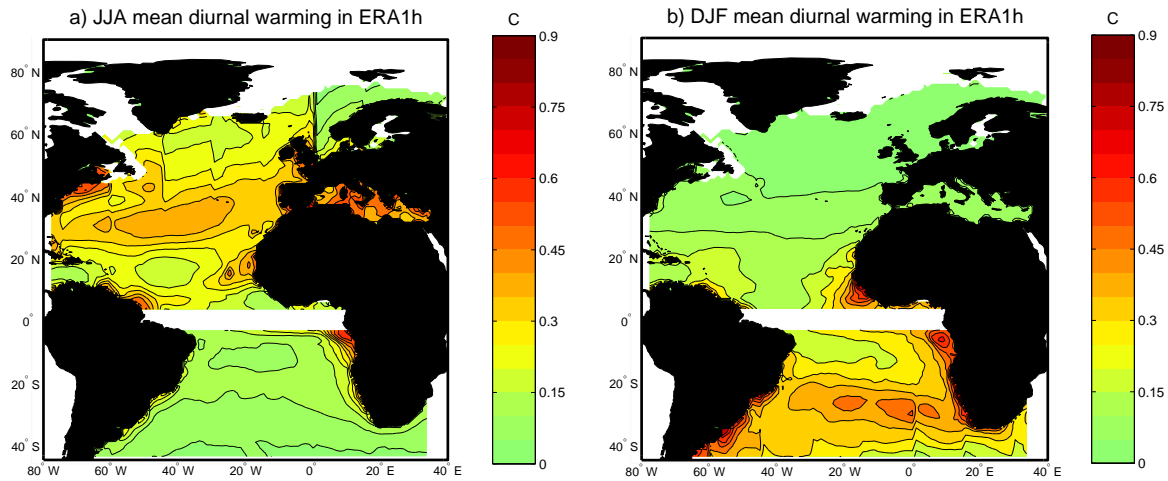 a) JJA mean diurnal warming in ERA1h
C
0.9
0.75
0.6
0.45
0.3
0.15
0
80° N
60° N
40° N
20° N
0°
20° S
40° S
80° W 60° W 40° W 20° W 0° 20° E 40° E
b) DJF mean diurnal warming in ERA1h
C
0.9
0.75
0.6
0.45
0.3
0.15
0
80° N
60° N
40° N
20° N
0°
20° S
40° S
80° W 60° W 40° W 20° W 0° 20° E 40° E